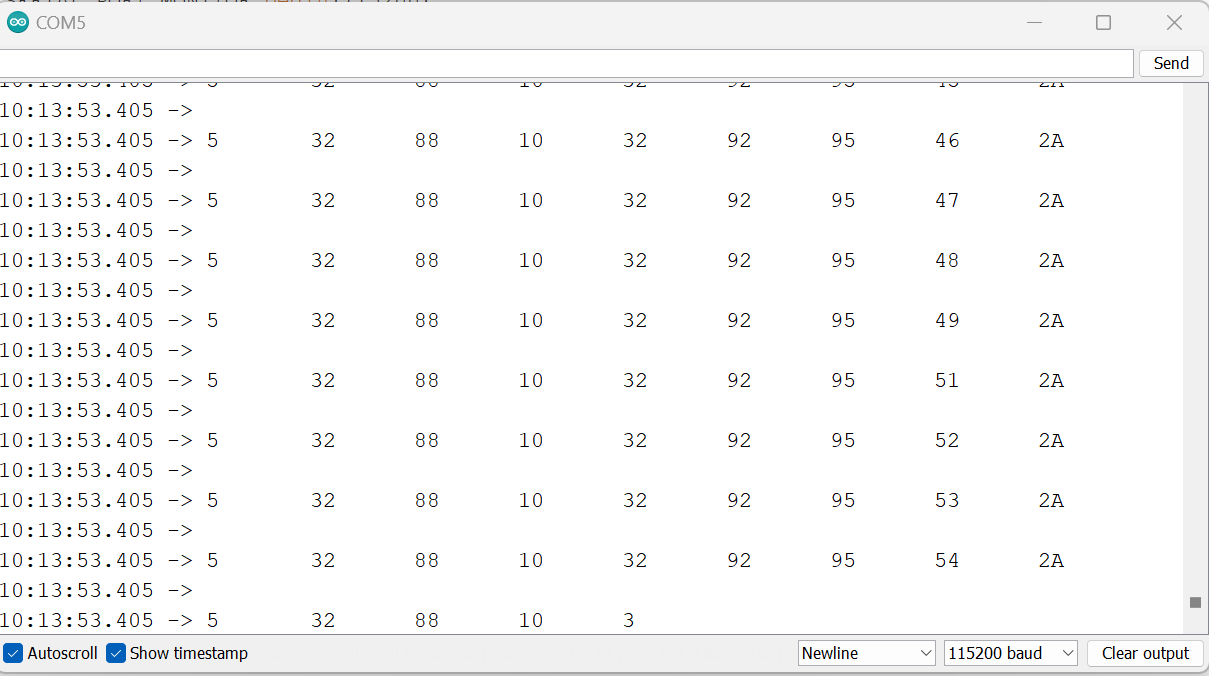 COM5
Send
10:13:53.405 ->
10:13:53.405 -> 5 32 88 10 32 92 95 46 2A
10:13:53.405 ->
10:13:53.405 -> 5 32 88 10 32 92 95 47 2A
10:13:53.405 ->
10:13:53.405 -> 5 32 88 10 32 92 95 48 2A
10:13:53.405 ->
10:13:53.405 -> 5 32 88 10 32 92 95 49 2A
10:13:53.405 ->
10:13:53.405 -> 5 32 88 10 32 92 95 51 2A
10:13:53.405 ->
10:13:53.405 -> 5 32 88 10 32 92 95 52 2A
10:13:53.405 ->
10:13:53.405 -> 5 32 88 10 32 92 95 53 2A
10:13:53.405 ->
10:13:53.405 -> 5 32 88 10 32 92 95 54 2A
10:13:53.405 ->
10:13:53.405 -> 5 32 88 10 3
Autoscroll Show timestamp Newline 115200 baud Clear output